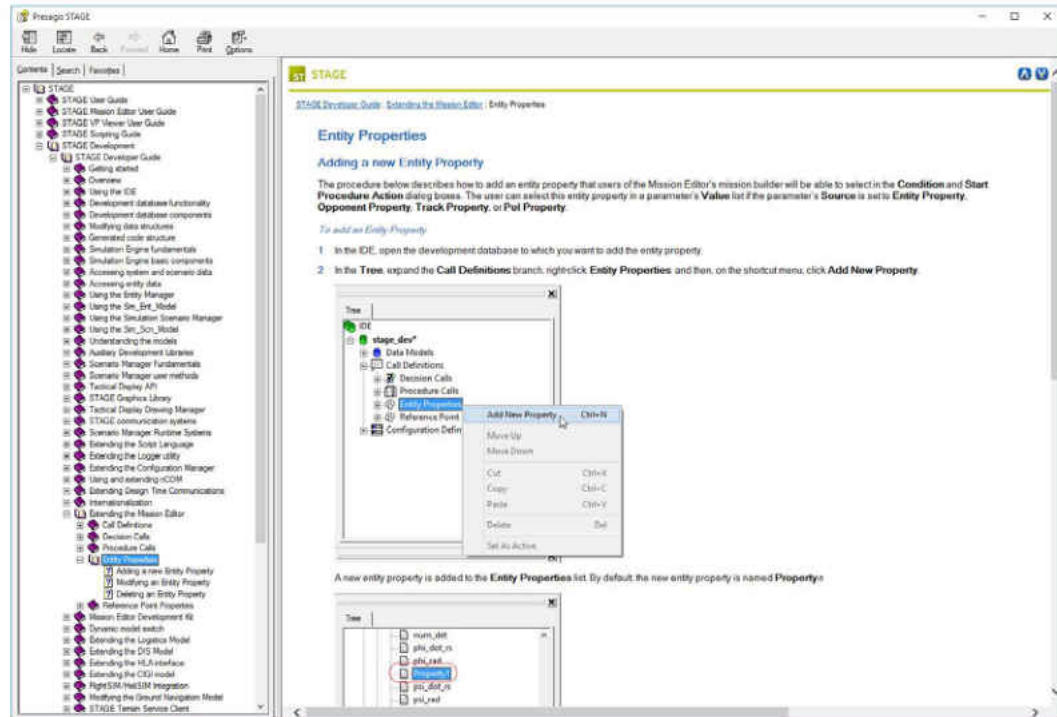 Presagis STAGE
Hide Locate Back Forward Home Print Options
Contents Search Favorites
STAGE
STAGE User Guide
STAGE Mission Editor User Guide
STAGE VP Viewer User Guide
STAGE Scripting Guide
STAGE Development
STAGE Developer Guide
Getting started
Overview
Using the IDE
Development database functionality
Development database components
Modifying data structures
Generated code structure
Simulation Engine fundamentals
Simulation Engine basic components
Accessing system and scenario data
Accessing entity data
Using the Entity Manager
Using the Sim_Ent_Model
Using the Simulation Scenario Manager
Using the Sim_Scn_Model
Understanding the models
Auxiliary Development Libraries
Scenario Manager Fundamentals
Scenario Manager user methods
Tactical Display API
STAGE Graphics Library
Tactical Display Drawing Manager
STAGE communication systems
Scenario Manager Runtime Systems
Extending the Script Language
Extending the Logger utility
Extending the Configuration Manager
Using and extending nCOM
Extending Design Time Communications
Internationalization
Extending the Mission Editor
Call Definitions
Decision Calls
Procedure Calls
Entity Properties
Adding a new Entity Property
Modifying an Entity Property
Deleting an Entity Property
Reference Point Properties
Mission Editor Development Kit
Dynamic model switch
Extending the Logistics Model
Extending the DIS Model
Extending the HLA interface
Extending the CIGI model
FlightSIM/HeliSIM Integration
Modifying the Ground Navigation Model
STAGE Terrain Service Client
ST STAGE
STAGE Developer Guide : Extending the Mission Editor : Entity Properties
Entity Properties
Adding a new Entity Property
The procedure below describes how to add an entity property that users of the Mission Editor's mission builder will be able to select in the Condition and Start
Procedure Action dialog boxes. The user can select this entity property in a parameter's Value list if the parameter's Source is set to Entity Property,
Opponent Property, Track Property, or Pol Property.
To add an Entity Property
1 In the IDE, open the development database to which you want to add the entity property.
2 In the Tree, expand the Call Definitions branch, right-click Entity Properties and then, on the shortcut menu, click Add New Property.
Tree
IDE
stage_dev*
Data Models
Call Definitions
Decision Calls
Procedure Calls
Entity Properties
Reference Point
Configuration Defin
Add New Property Ctrl+N
Move Up
Move Down
Cut Ctrl+X
Copy Ctrl+C
Paste Ctrl+V
Delete Del
Set As Active
A new entity property is added to the Entity Properties list. By default, the new entity property is named Propertyn
Tree
num_det
phi_dot_rs
phi_rad
Property1
psi_dot_rs
psi_rad